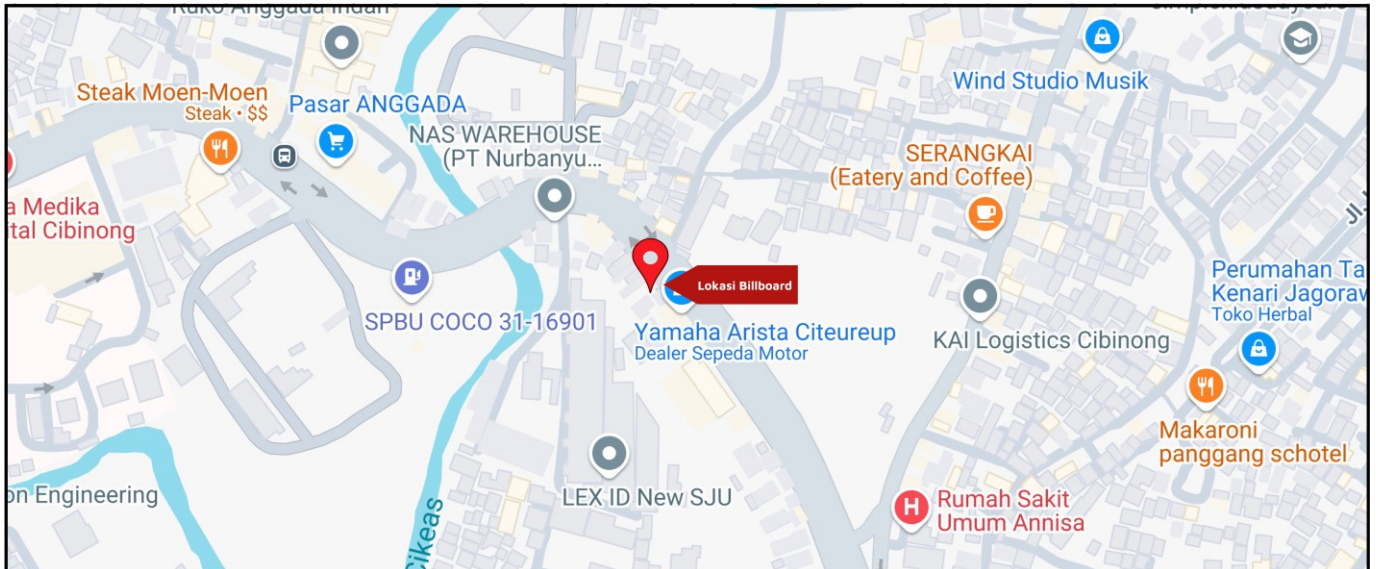 Ruko Anggada Indah
Steak Moen-Moen
Steak • $$
Pasar ANGGADA
NAS WAREHOUSE
(PT Nurbanyu...
Wind Studio Musik
SERANGKAI
(Eatery and Coffee)
a Medika
tal Cibinong
Lokasi Billboard
SPBU COCO 31-16901
Yamaha Arista Citeureup
Dealer Sepeda Motor
KAI Logistics Cibinong
Perumahan Ta
Kenari Jagoraw
Toko Herbal
Jl.
Makaroni
panggang schotel
on Engineering
LEX ID New SJU
Cikeas
H
Rumah Sakit
Umum Annisa